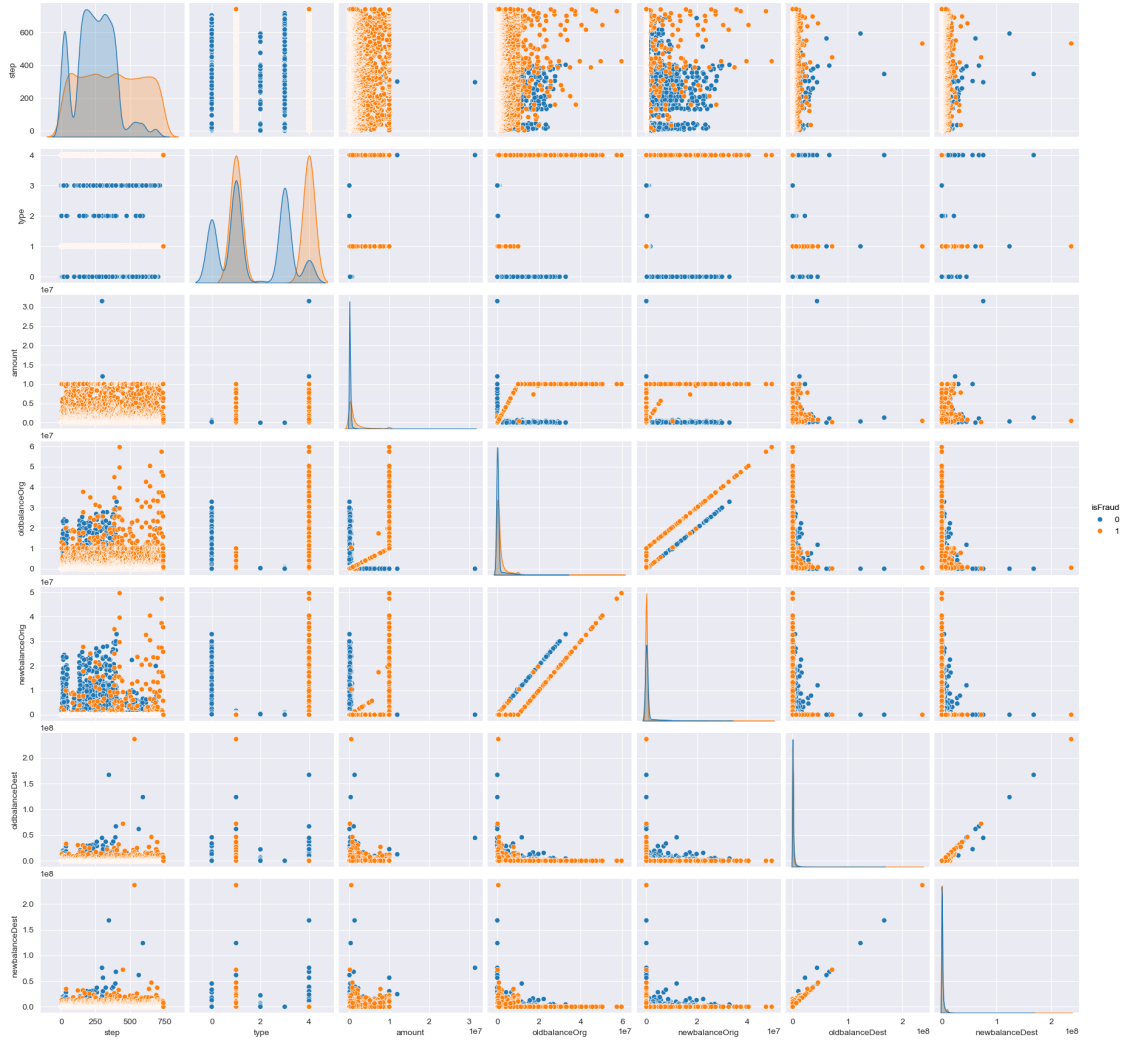 600
400
200
0
step
4
3
2
1
0
type
1e7
3.0
2.5
2.0
1.5
1.0
0.5
0.0
amount
1e7
6
5
4
3
2
1
0
oldbalanceOrg
isFraud
0
1
1e7
5
4
3
2
1
0
newbalanceOrig
1e8
2.0
1.5
1.0
0.5
0.0
oldbalanceDest
1e8
2.0
1.5
1.0
0.5
0.0
newbalanceDest
0 250 500 750
step
0 2 4
type
0 1 2 3
1e7
amount
0 2 4 6
1e7
oldbalanceOrg
0 2 4
1e7
newbalanceOrig
0 1 2
1e8
oldbalanceDest
0 1 2
1e8
newbalanceDest